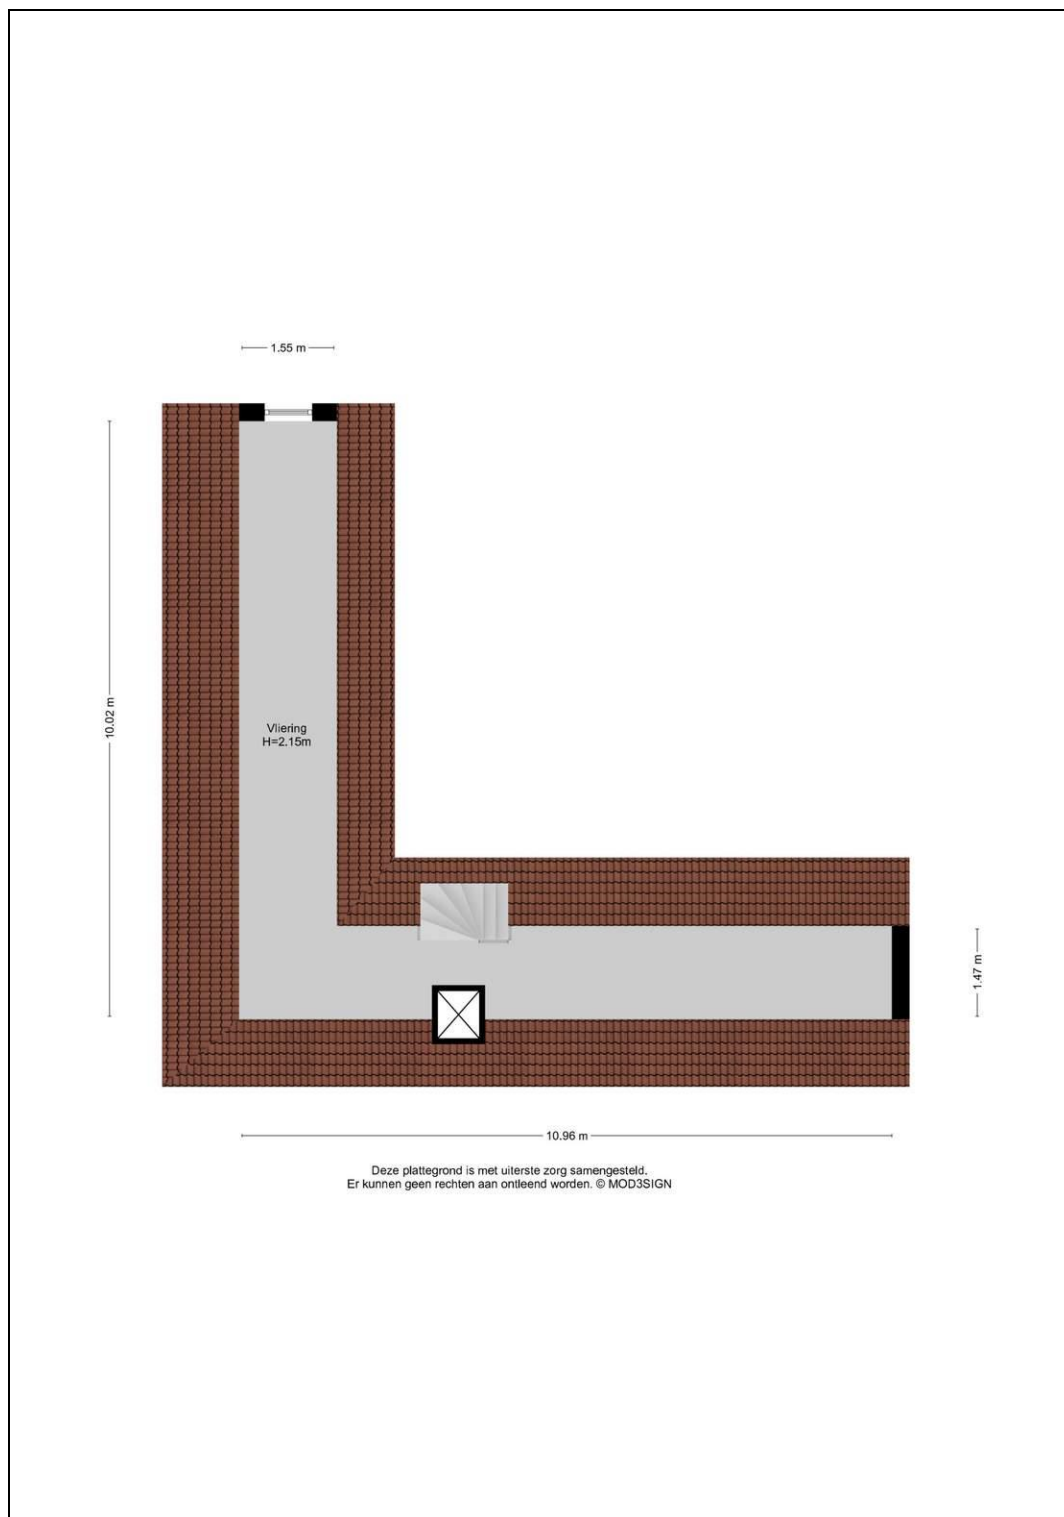 1.55 m
10.02 m
Vliering
H=2.15m
1.47 m
10.96 m
Deze plattegrond is met uiterste zorg samengesteld.
Er kunnen geen rechten aan ontleend worden. © MOD3SIGN